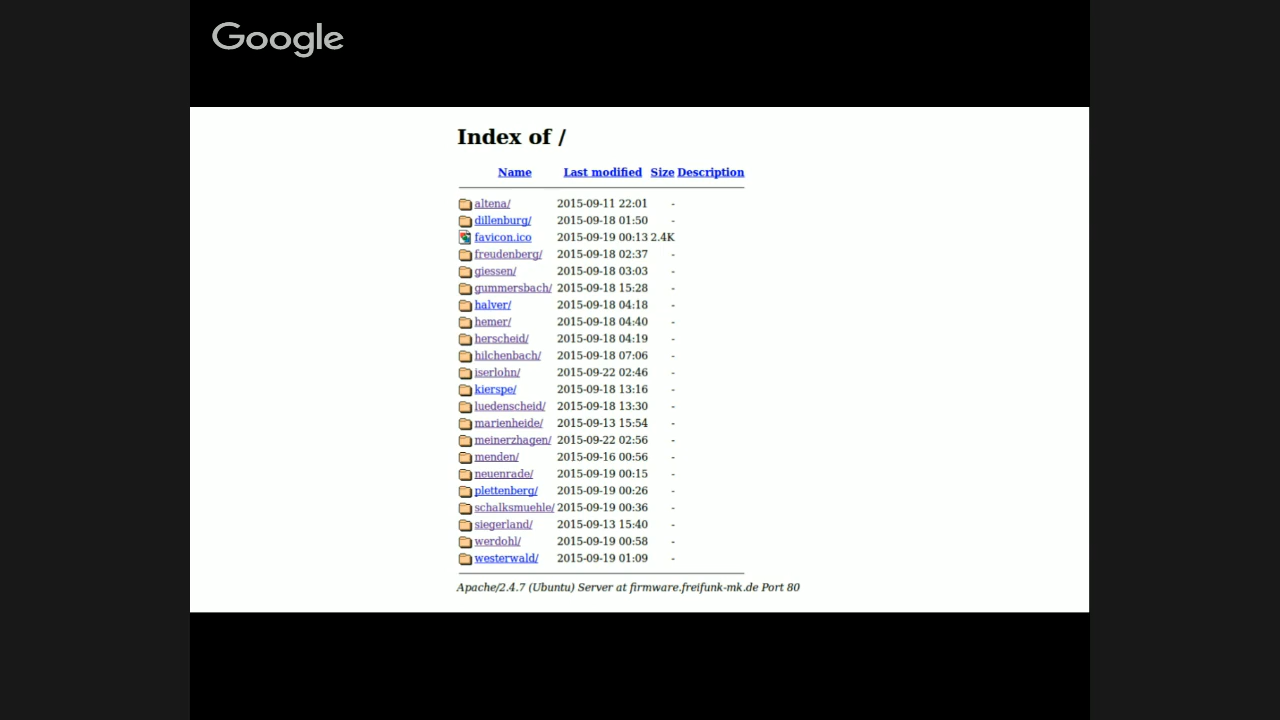 Google
Index of /
Name Last modified Size Description
altena/ 2015-09-11 22:01 -
dillenburg/ 2015-09-18 01:50 -
favicon.ico 2015-09-19 00:13 2.4K
freudenberg/ 2015-09-18 02:37 -
giessen/ 2015-09-18 03:03 -
gummersbach/ 2015-09-18 15:28 -
halver/ 2015-09-18 04:18 -
hemer/ 2015-09-18 04:40 -
herscheid/ 2015-09-18 04:19 -
hilchenbach/ 2015-09-18 07:06 -
iserlohn/ 2015-09-22 02:46 -
kierspe/ 2015-09-18 13:16 -
luedenscheid/ 2015-09-18 13:30 -
marienheide/ 2015-09-13 15:54 -
meinerzhagen/ 2015-09-22 02:56 -
menden/ 2015-09-16 00:56 -
neuenrade/ 2015-09-19 00:15 -
plettenberg/ 2015-09-19 00:26 -
schalksmuehle/ 2015-09-19 00:36 -
siegerland/ 2015-09-13 15:40 -
werdohl/ 2015-09-19 00:58 -
westerwald/ 2015-09-19 01:09 -
Apache/2.4.7 (Ubuntu) Server at firmware.freifunk-mk.de Port 80